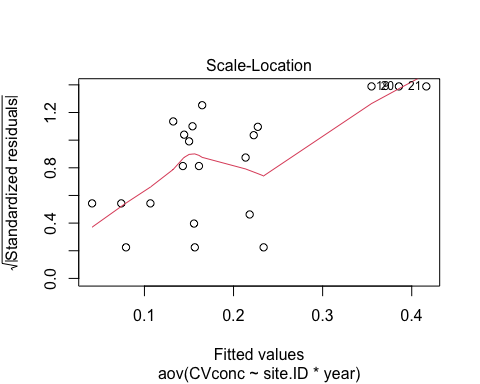 Scale-Location
√|Standardized residuals|
0.0 0.4 0.8 1.2
21
0.1 0.2 0.3 0.4
Fitted values
aov(CVconc ~ site.ID * year)